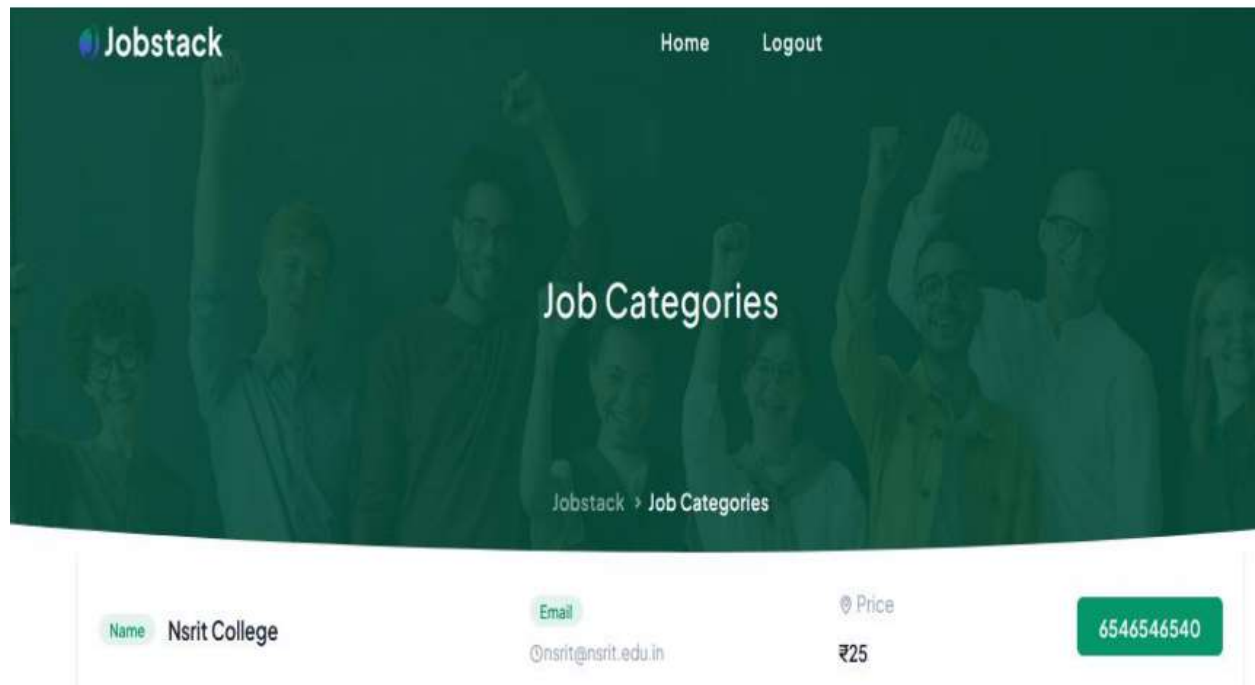 Jobstack
Home Logout
Job Categories
Jobstack > Job Categories
Name Nsrit College
Email
nsrit@nsrit.edu.in
Price
₹25
6546546540